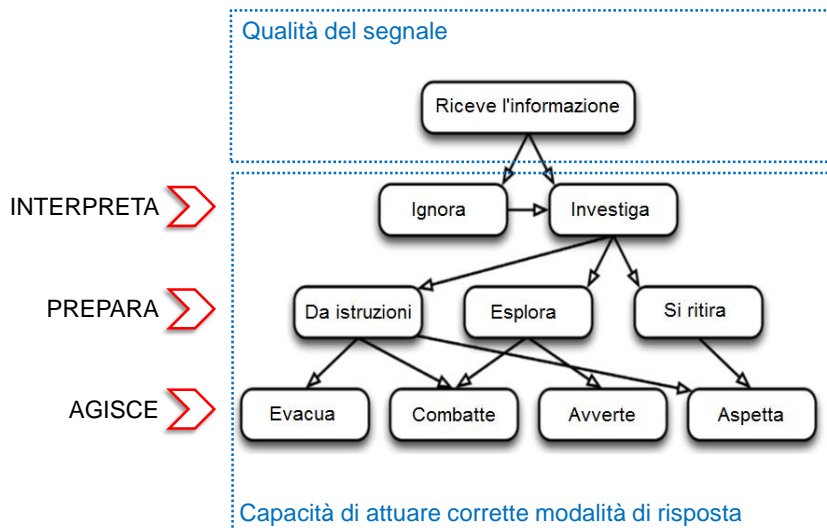 Qualità del segnale
Riceve l'informazione
INTERPRETA
Ignora
Investiga
PREPARA
Da istruzioni
Esplora
Si ritira
AGISCE
Evacua
Combatte
Avverte
Aspetta
Capacità di attuare corrette modalità di risposta